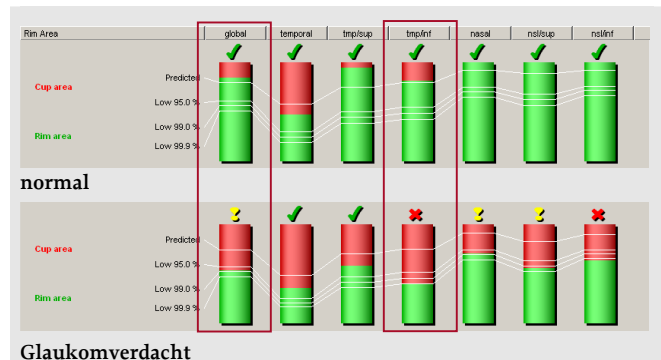 Rim Area global temporal tmp/sup tmp/inf nasal nsl/sup nsl/inf
Predicted
Cup area
Low 95.0 %
Low 99.0 %
Rim area
Low 99.9 %
normal
Predicted
Cup area
Low 95.0 %
Low 99.0 %
Rim area
Low 99.9 %
Glaukomverdacht